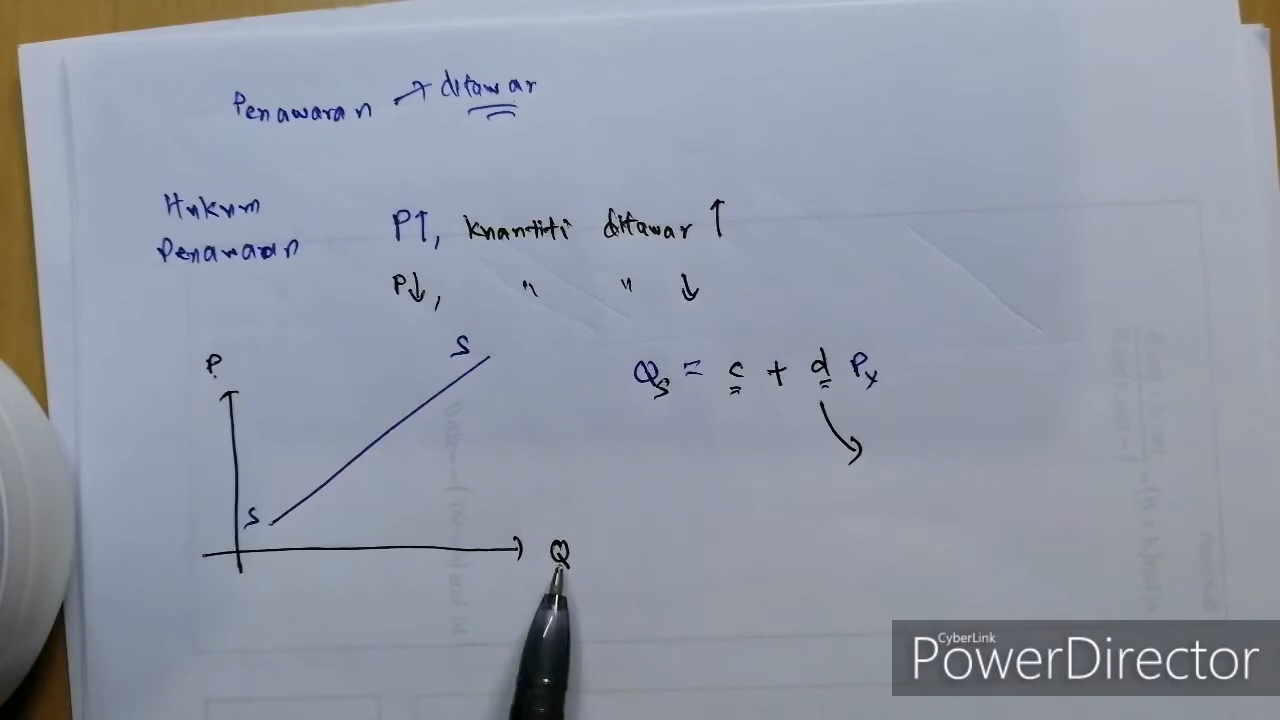 Penawaran → ditawar
Hukum
Penawaran
P↑, kuantiti ditawar ↑
P↓, " " ↓
P
S
S
Q
Qs = c + d Px
CyberLink
PowerDirector